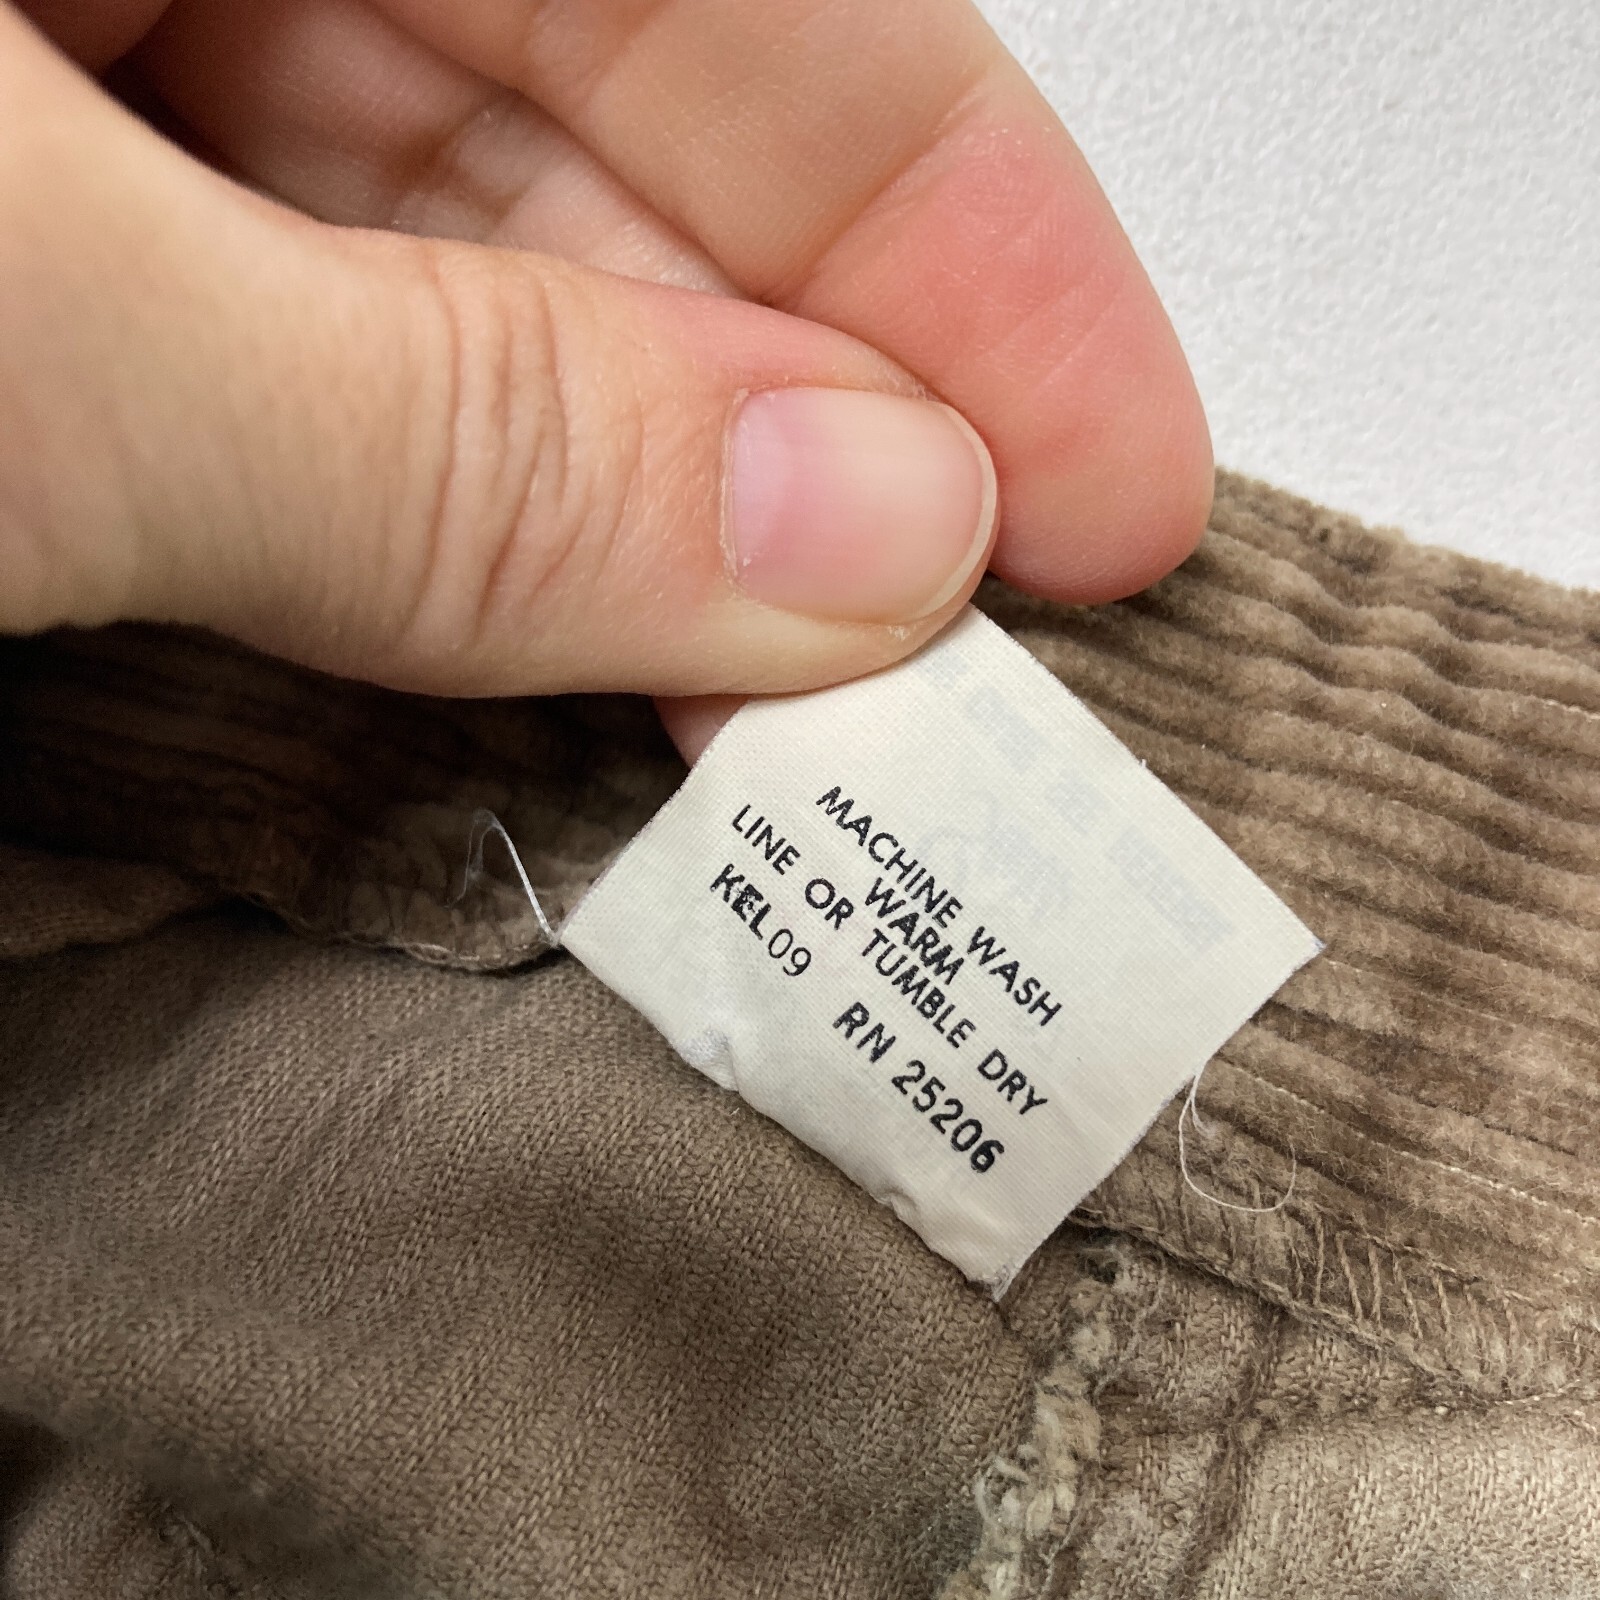 MACHINE WASH
WARM
LINE OR TUMBLE DRY
KEL09 RN 25206